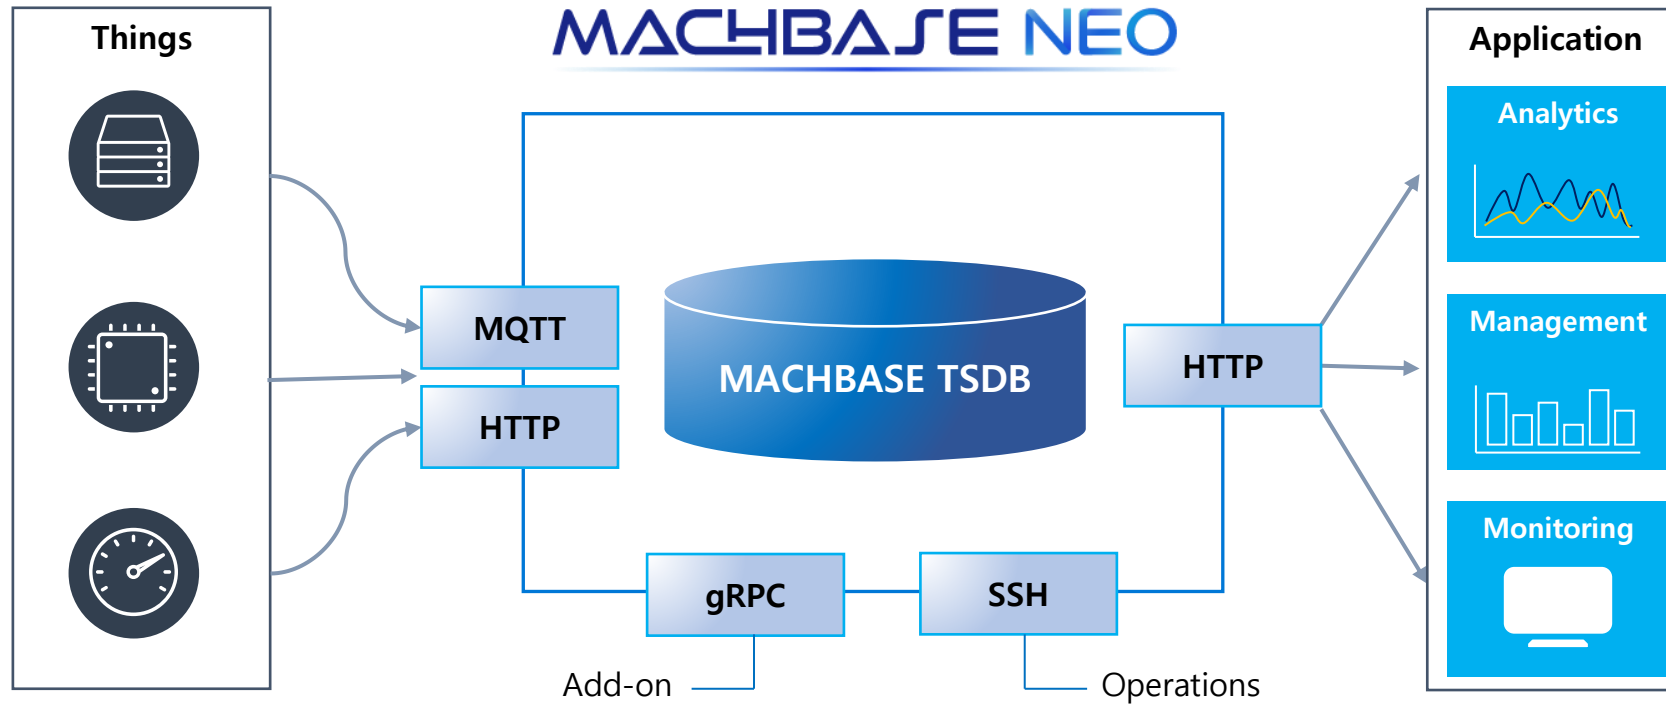 Things
MACHBASE NEO
Application
Analytics
MQTT
MACHBASE TSDB
HTTP
HTTP
Management
Monitoring
gRPC
SSH
Add-on
Operations